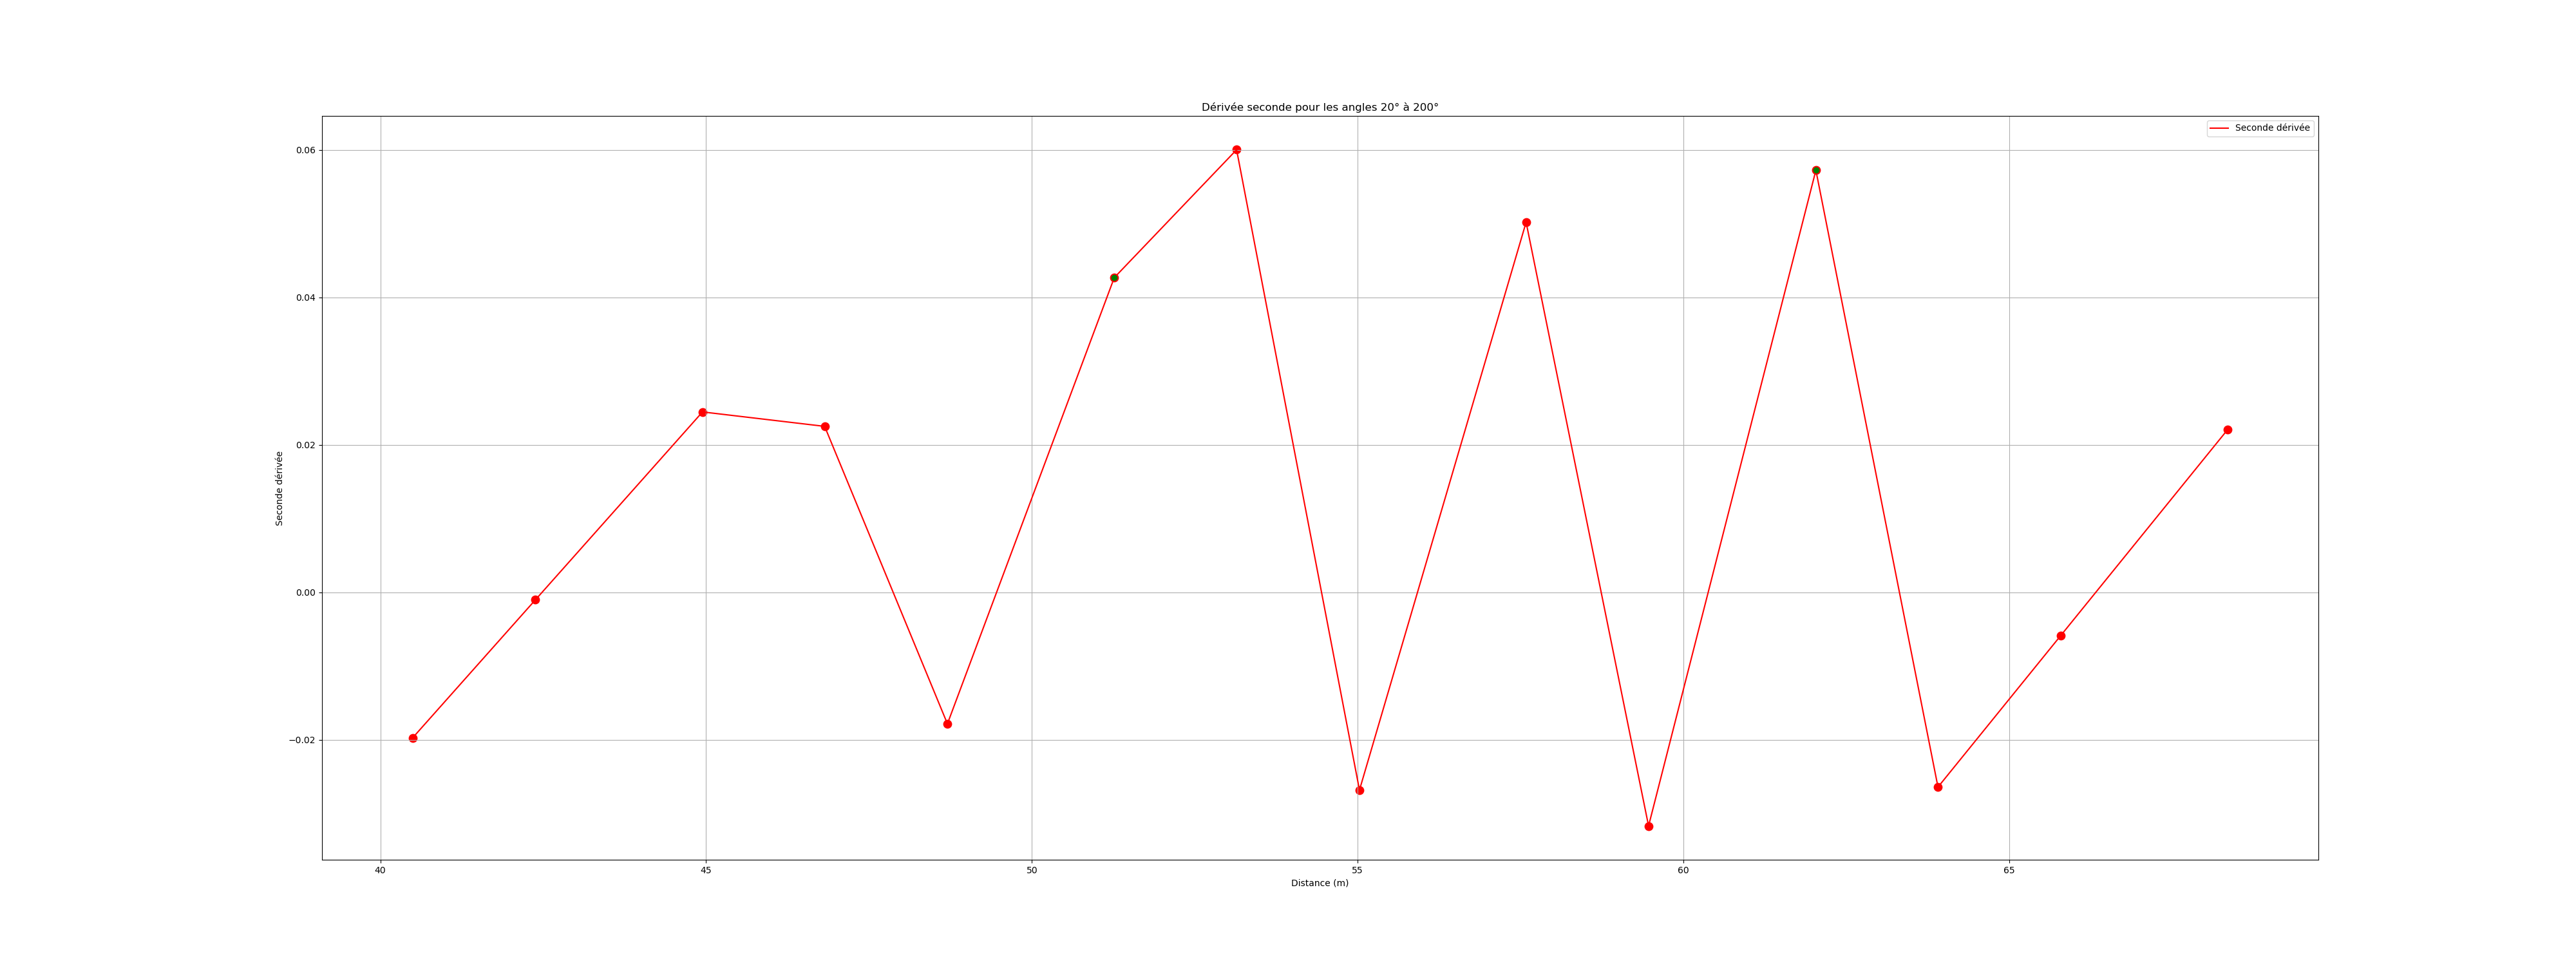 Dérivée seconde pour les angles 20° à 200°
Seconde dérivée
0.06
0.04
0.02
0.00
−0.02
Seconde dérivée
40 45 50 55 60 65
Distance (m)